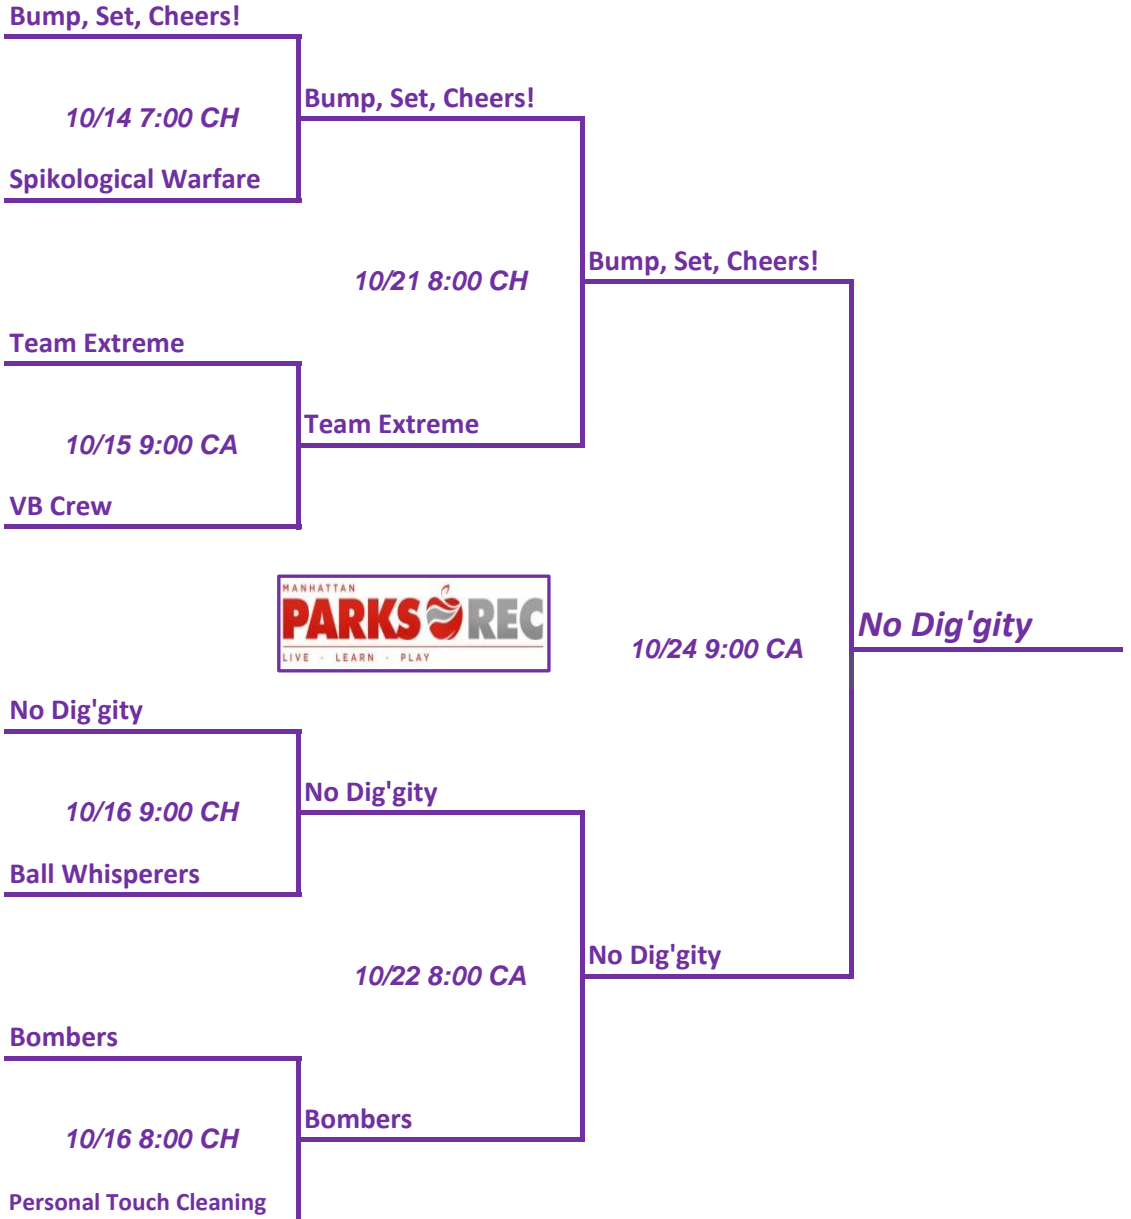 Bump, Set, Cheers!
10/14 7:00 CH
Bump, Set, Cheers!
Spikological Warfare
10/21 8:00 CH
Bump, Set, Cheers!
Team Extreme
10/15 9:00 CA
Team Extreme
VB Crew
MANHATTAN
PARKS REC
LIVE · LEARN · PLAY
10/24 9:00 CA
No Dig'gity
No Dig'gity
10/16 9:00 CH
No Dig'gity
Ball Whisperers
10/22 8:00 CA
No Dig'gity
Bombers
10/16 8:00 CH
Bombers
Personal Touch Cleaning